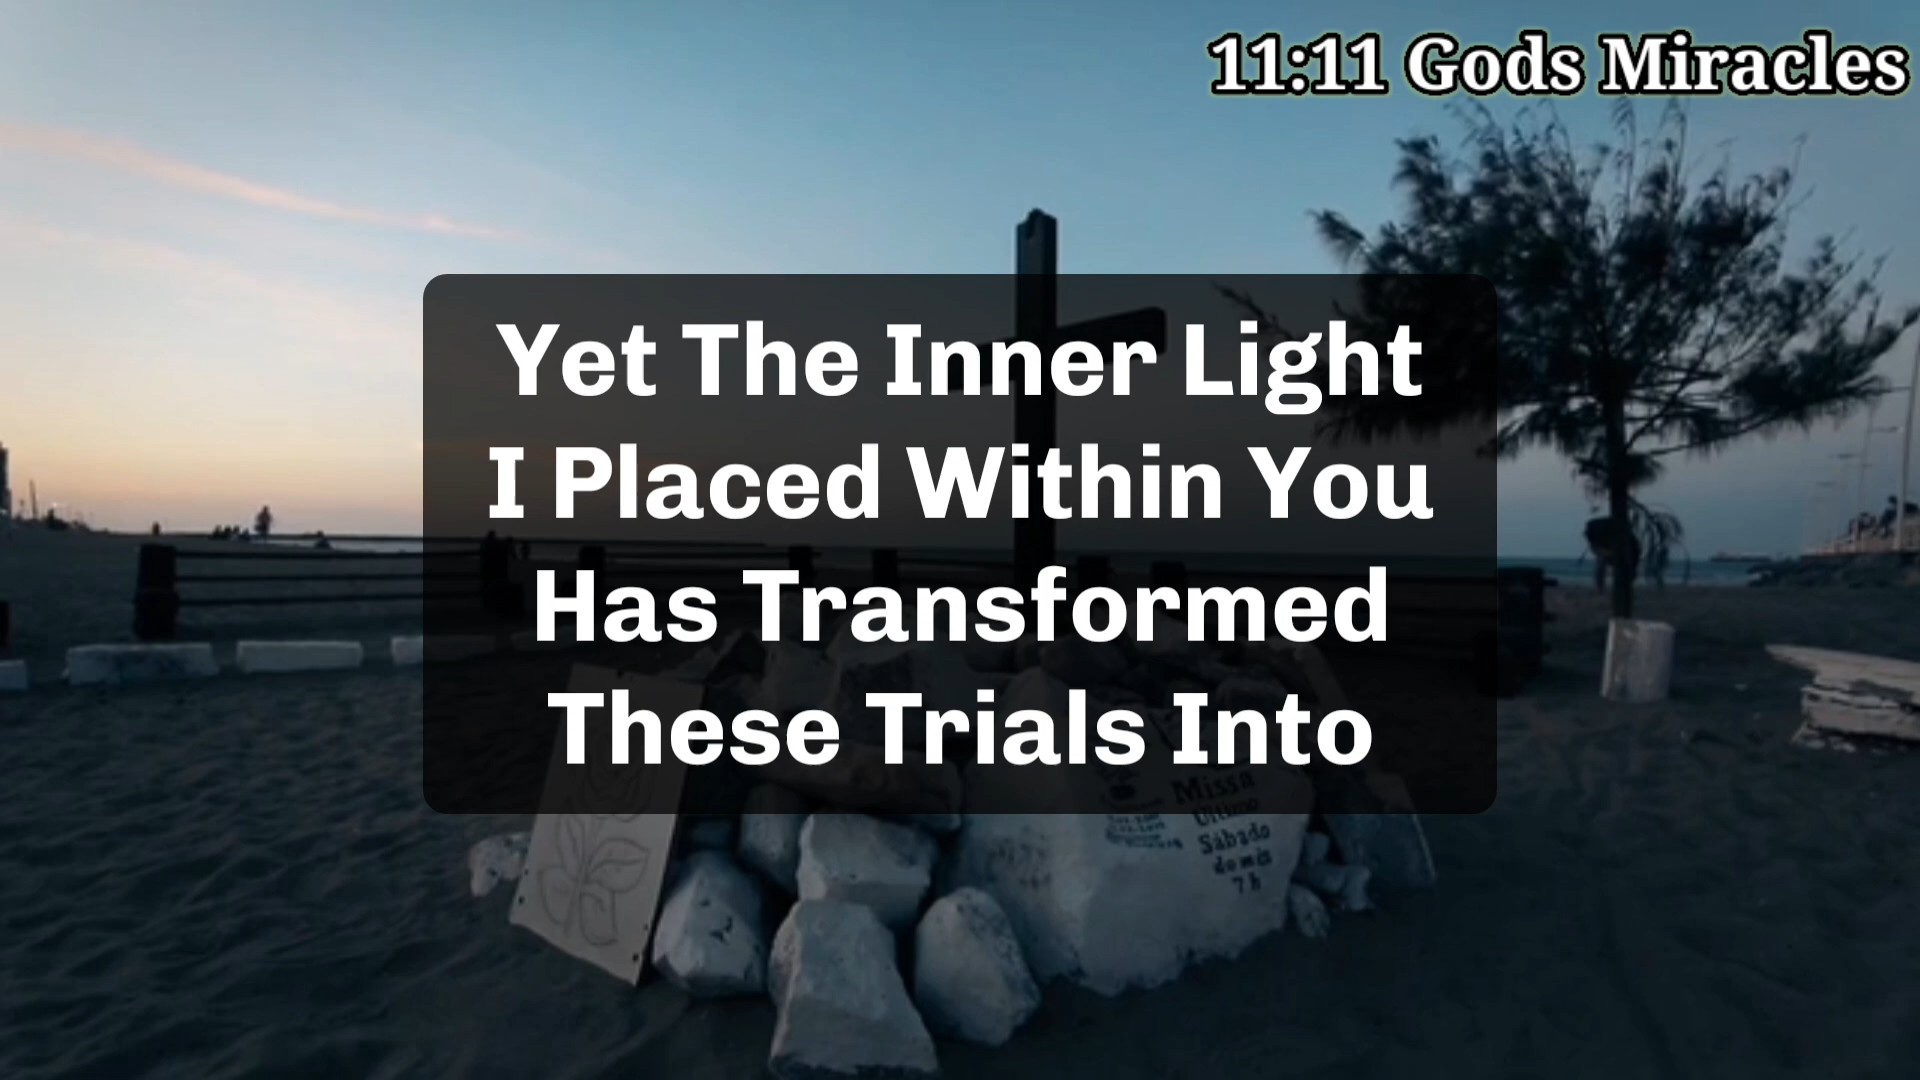 11:11 Gods Miracles
Yet The Inner Light
I Placed Within You
Has Transformed
These Trials Into
Missa
Último
Sábado
do mês
7 h